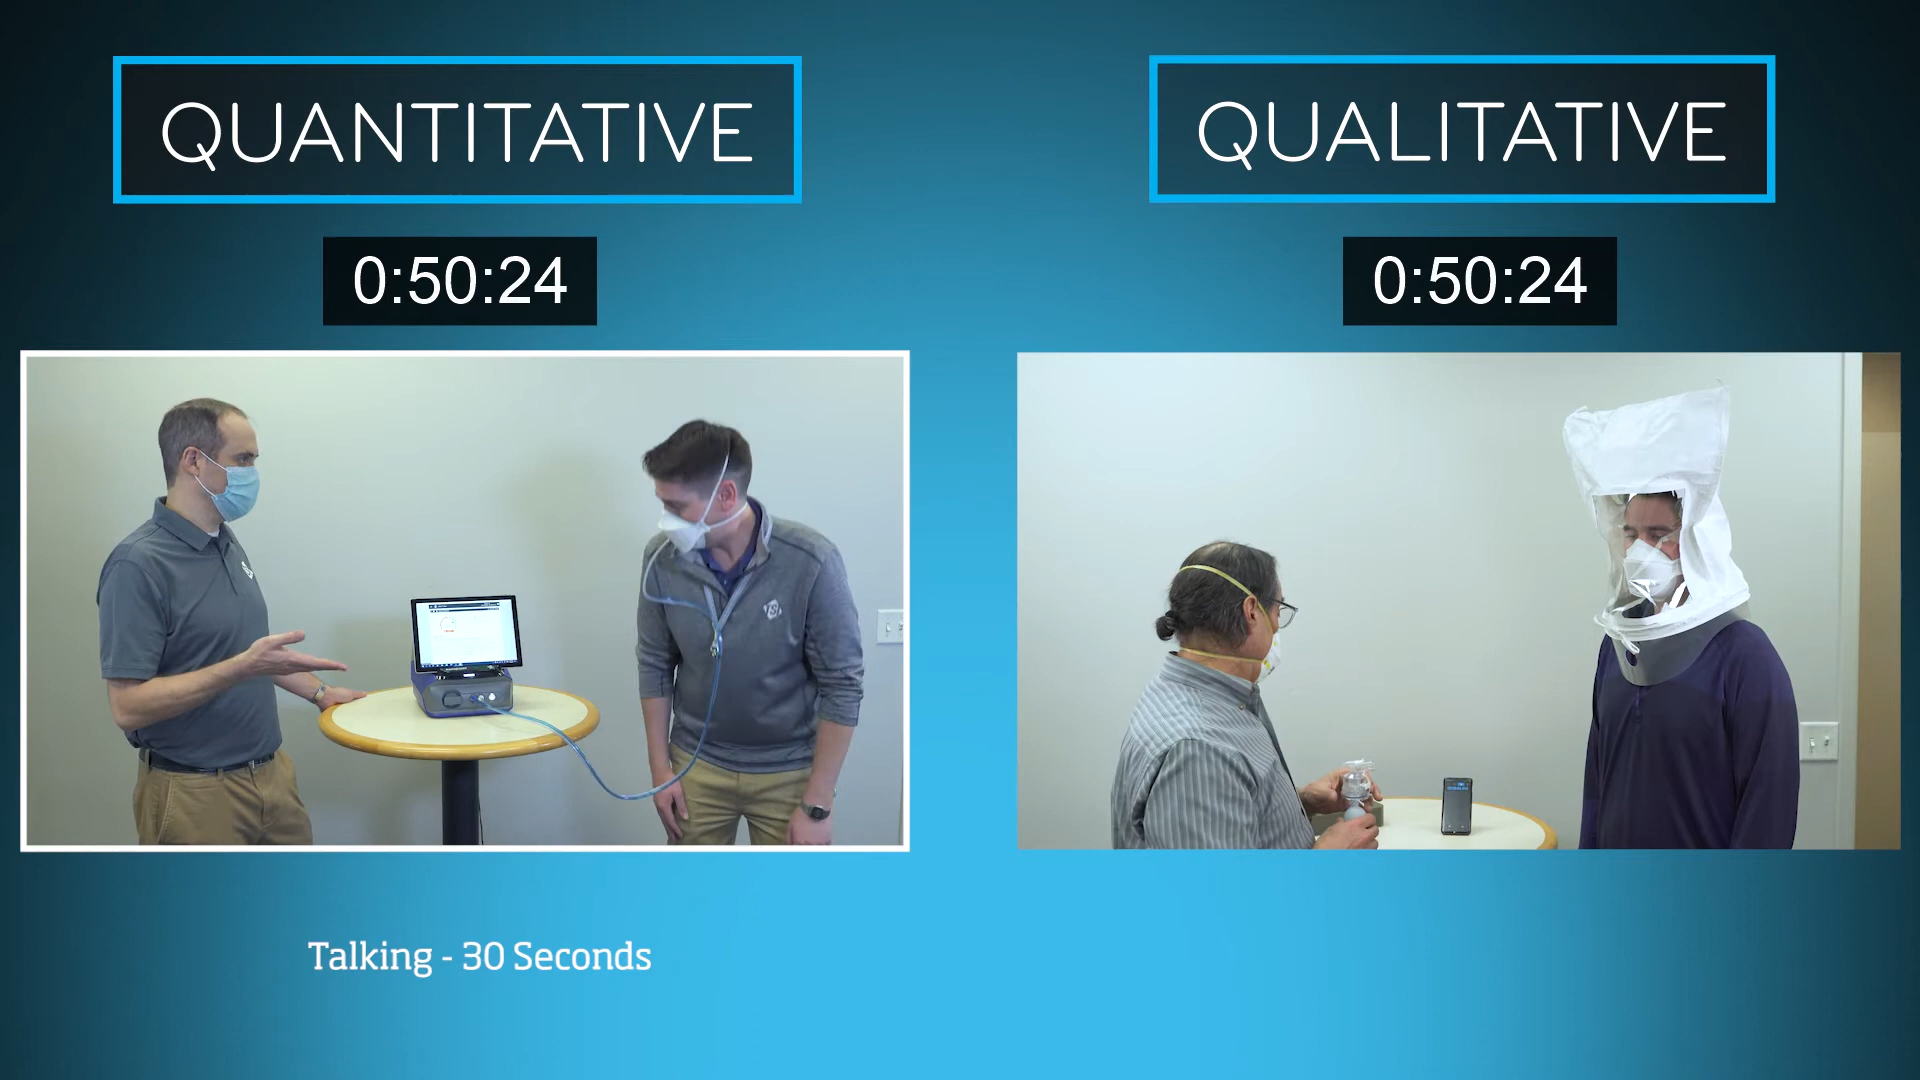 QUANTITATIVE
QUALITATIVE
0:50:24
0:50:24
Talking - 30 Seconds